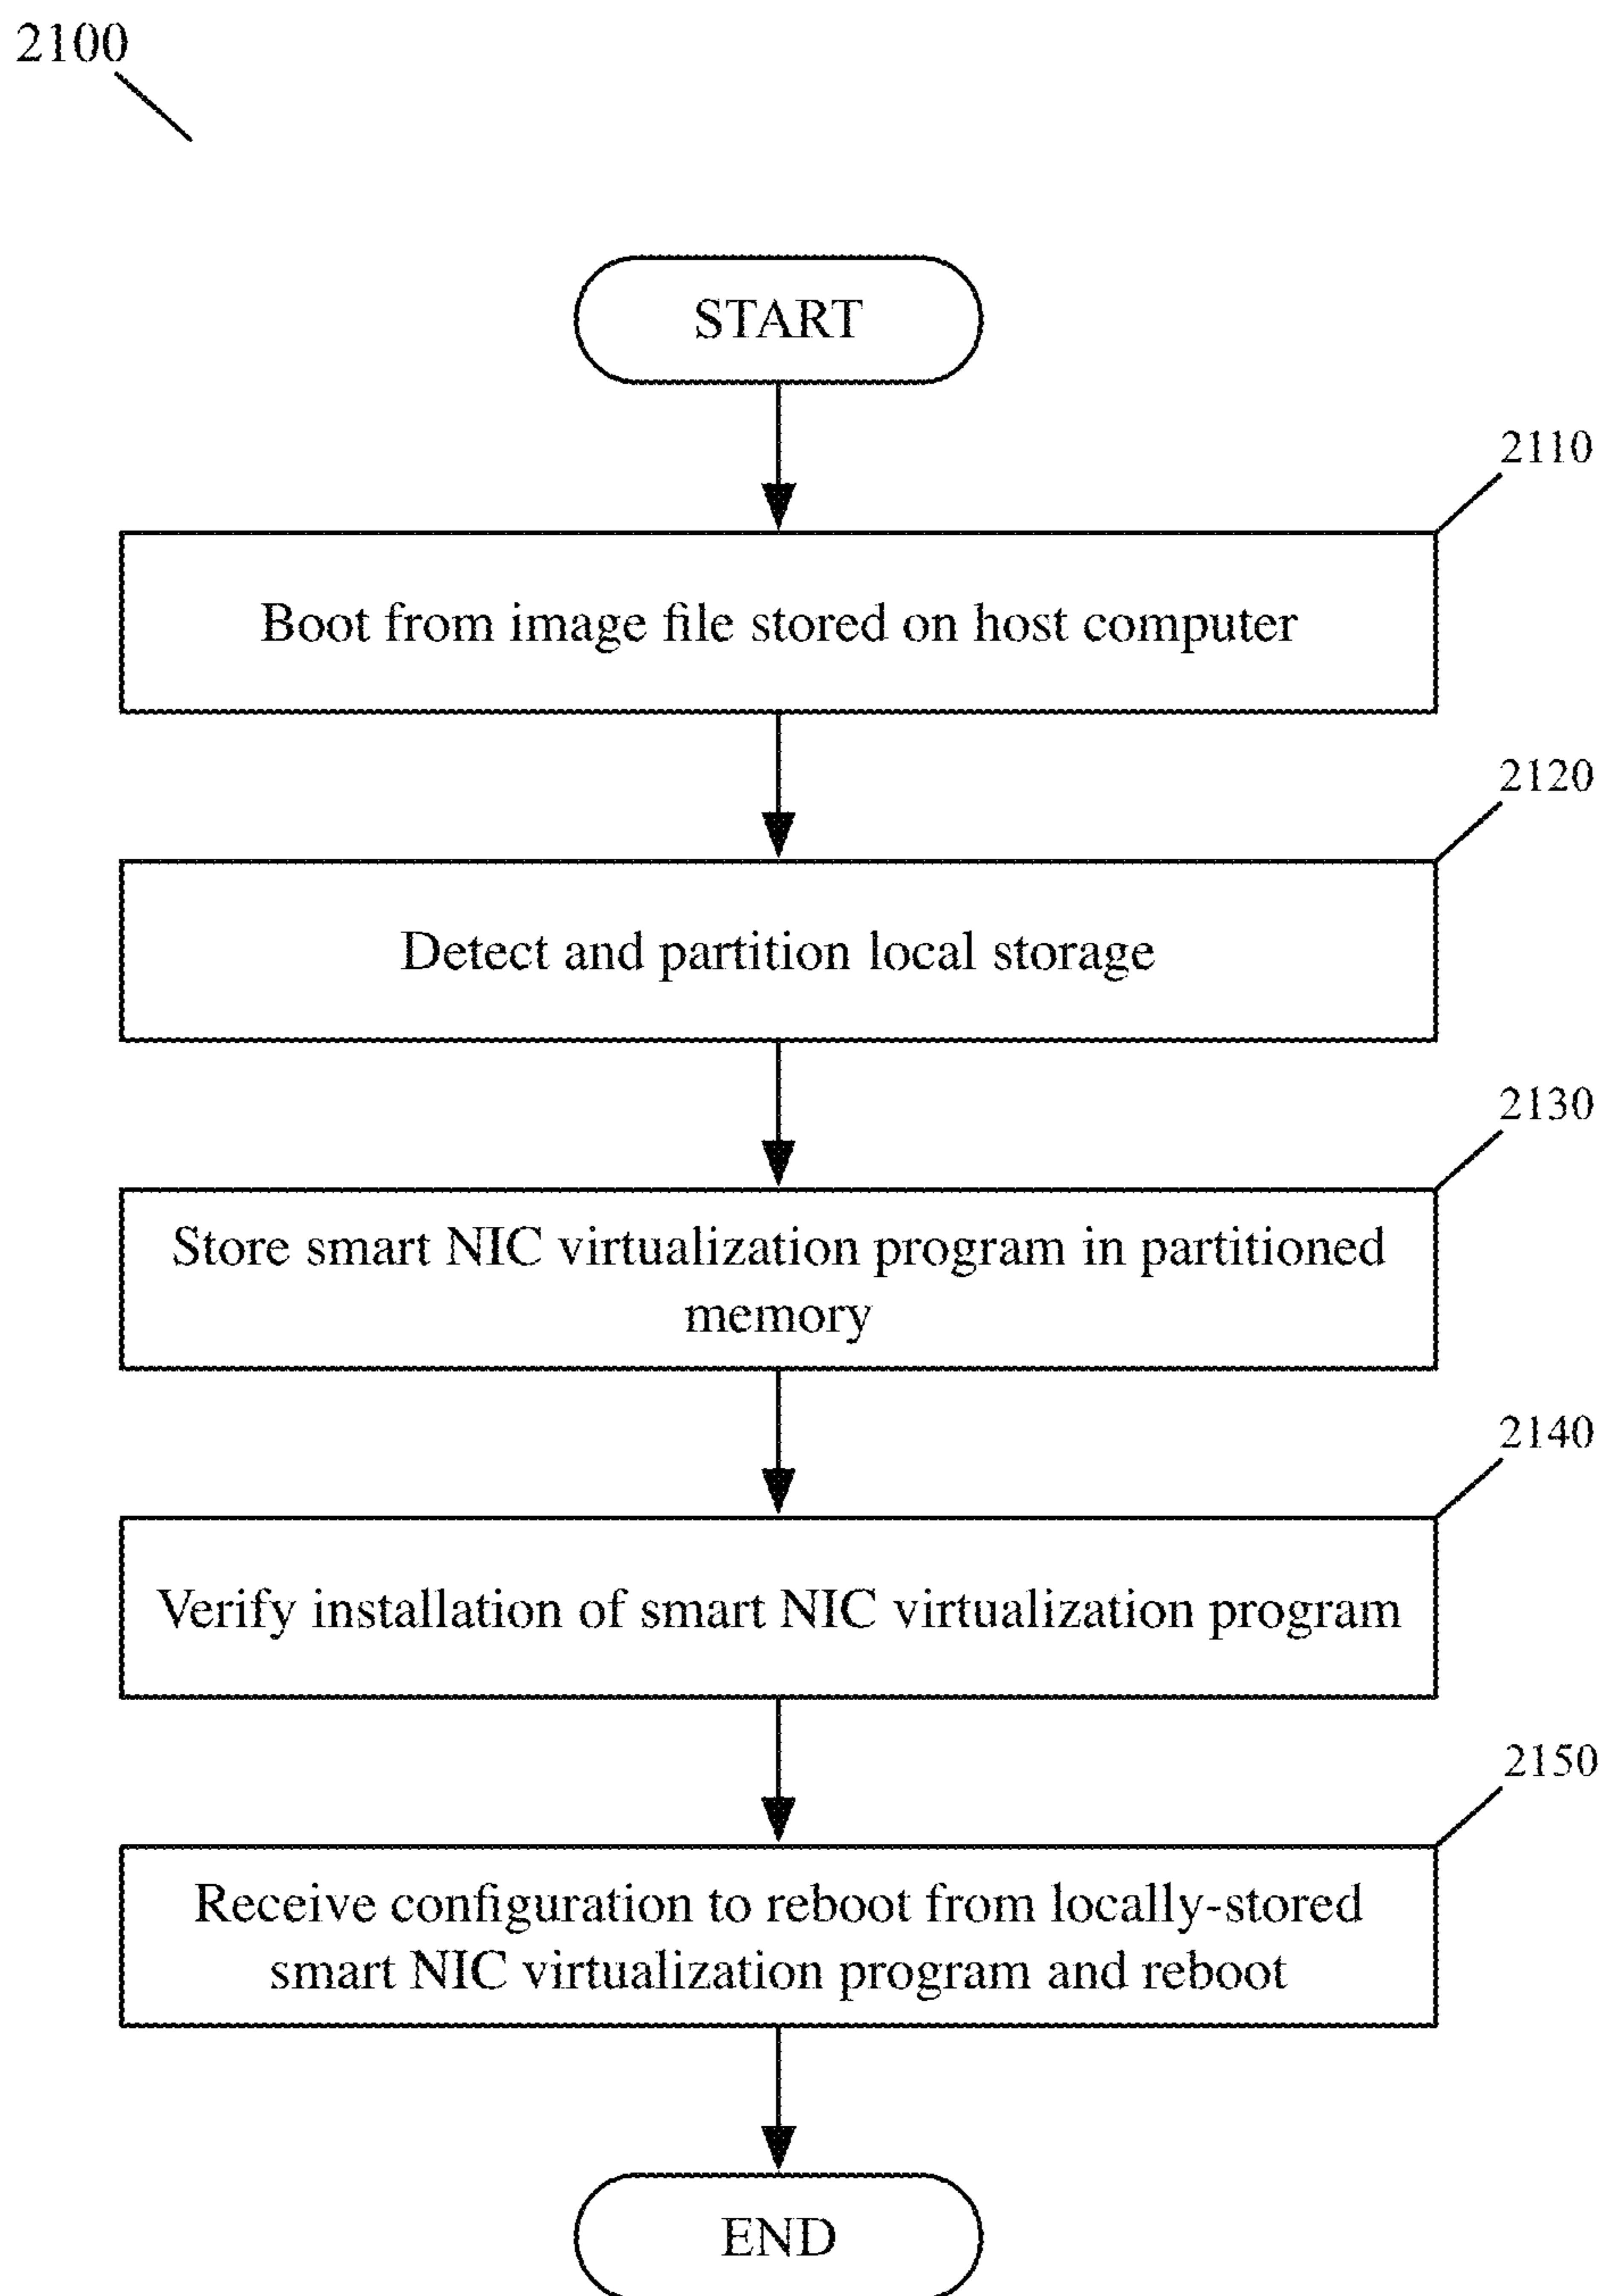 2100
START
2110
Boot from image file stored on host computer
2120
Detect and partition local storage
2130
Store smart NIC virtualization program in partitioned
memory
2140
Verify installation of smart NIC virtualization program
2150
Receive configuration to reboot from locally-stored
smart NIC virtualization program and reboot
END